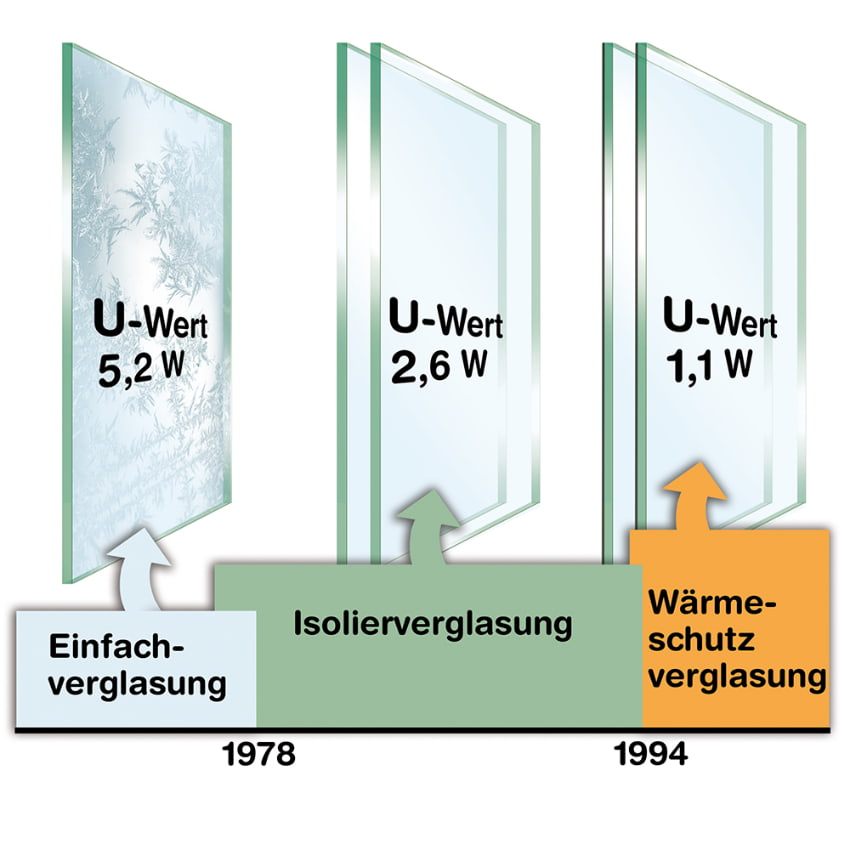 U-Wert
5,2 W
U-Wert
2,6 W
U-Wert
1,1 W
Einfach-
verglasung
Isolierverglasung
Wärme-
schutz
verglasung
1978
1994